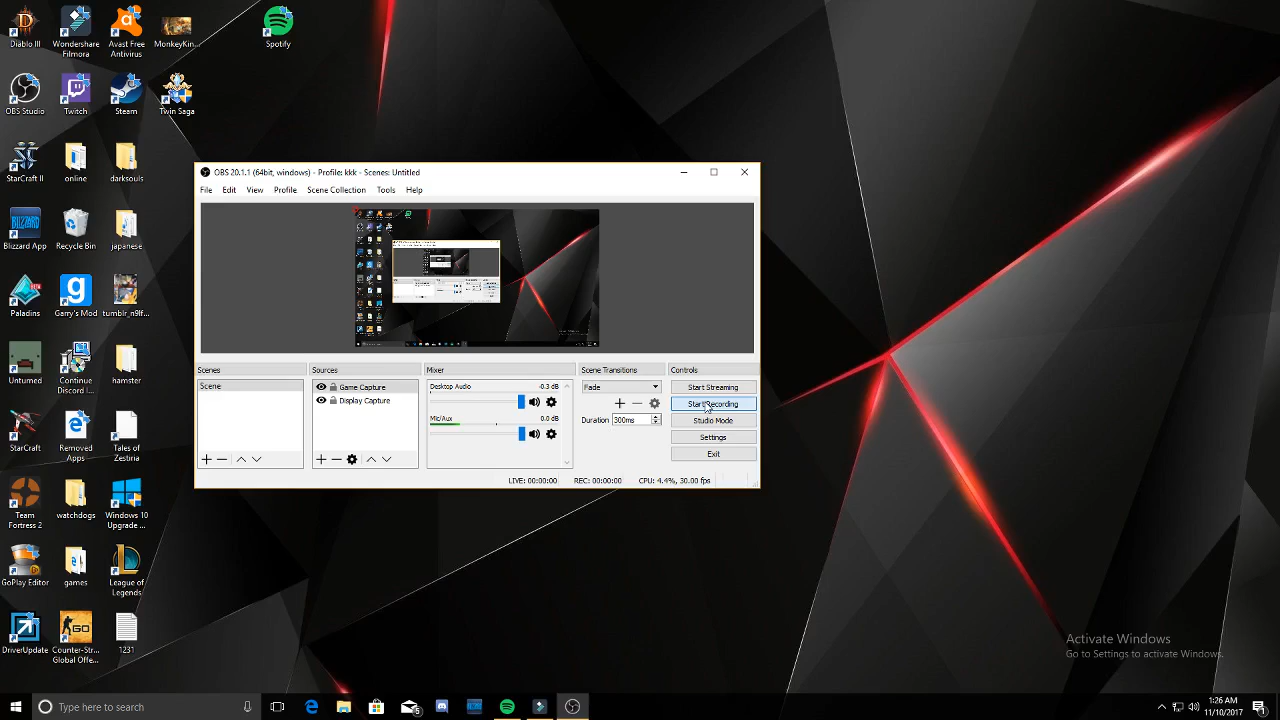 Diablo III
Wondershare
Filmora
Avast Free
Antivirus
MonkeyKin...
Spotify
OBS Studio
Twitch
Steam
Twin Saga
StarCraft II
online
darksouls
Blizzard App
Recycle Bin
japanese
Paladins
Garry's Mod
tumblr_n9lf...
Unturned
Continue
Discord I...
hamster
StarCraft
Removed
Apps
Tales of
Zestiria
Team
Fortress 2
watchdogs
Windows 10
Upgrade ...
GoPlay Editor
games
League of
Legends
DriverUpdate
Counter-Str...
Global Offe...
1231
OBS 20.1.1 (64bit, windows) - Profile: kkk - Scenes: Untitled
File Edit View Profile Scene Collection Tools Help
Scenes
Scene
Sources
Game Capture
Display Capture
Mixer
Desktop Audio -0.3 dB
Mic/Aux 0.0 dB
Scene Transitions
Fade
Duration 300ms
Controls
Start Streaming
Start Recording
Studio Mode
Settings
Exit
LIVE: 00:00:00 REC: 00:00:00 CPU: 4.4%, 30.00 fps
Activate Windows
Go to Settings to activate Windows.
Type here to search
1:26 AM
11/10/2017